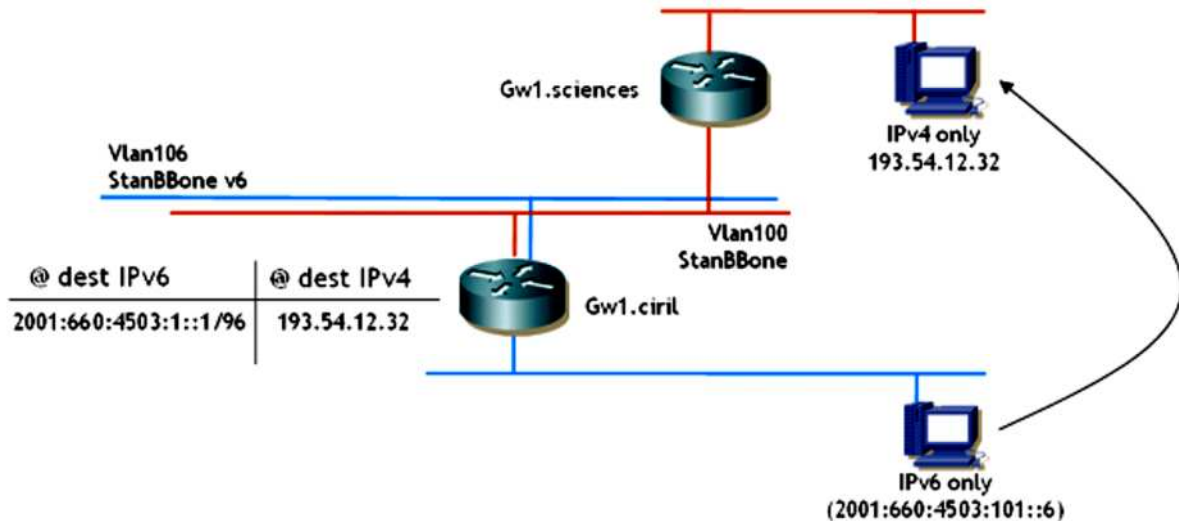 Gw1.sciences
IPv4 only
193.54.12.32
Vlan106
StanBBone v6
Vlan100
StanBBone
@ dest IPv6
@ dest IPv4
2001:660:4503:1::1/96
193.54.12.32
Gw1.ciril
IPv6 only
(2001:660:4503:101::6)